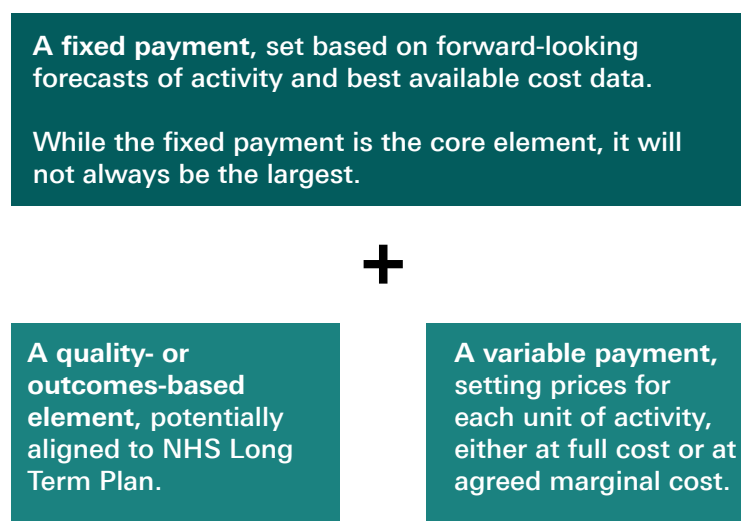 A fixed payment, set based on forward-looking
forecasts of activity and best available cost data.
While the fixed payment is the core element, it will
not always be the largest.
+
A quality- or
outcomes-based
element, potentially
aligned to NHS Long
Term Plan.
A variable payment,
setting prices for
each unit of activity,
either at full cost or at
agreed marginal cost.